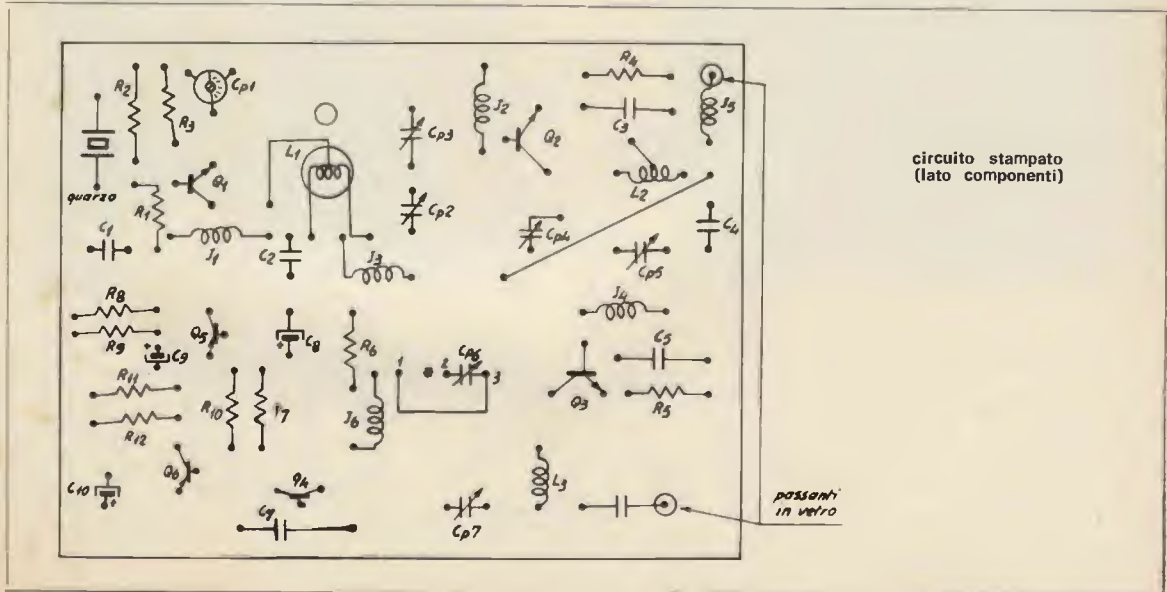 R2
R3
Cp1
quarzo
R1
Q1
L1
Cp3
Cp2
J2
Q2
R4
C3
J5
L2
C1
J1
C2
J3
Cp4
Cp5
C4
J4
R8
R9
C9
Q5
C8
R6
1
2
Cp6
3
Q3
C5
R5
R11
R12
R10
J6
Q6
C10
Q4
Cp7
L3
passanti
in vetro
circuito stampato
(lato componenti)